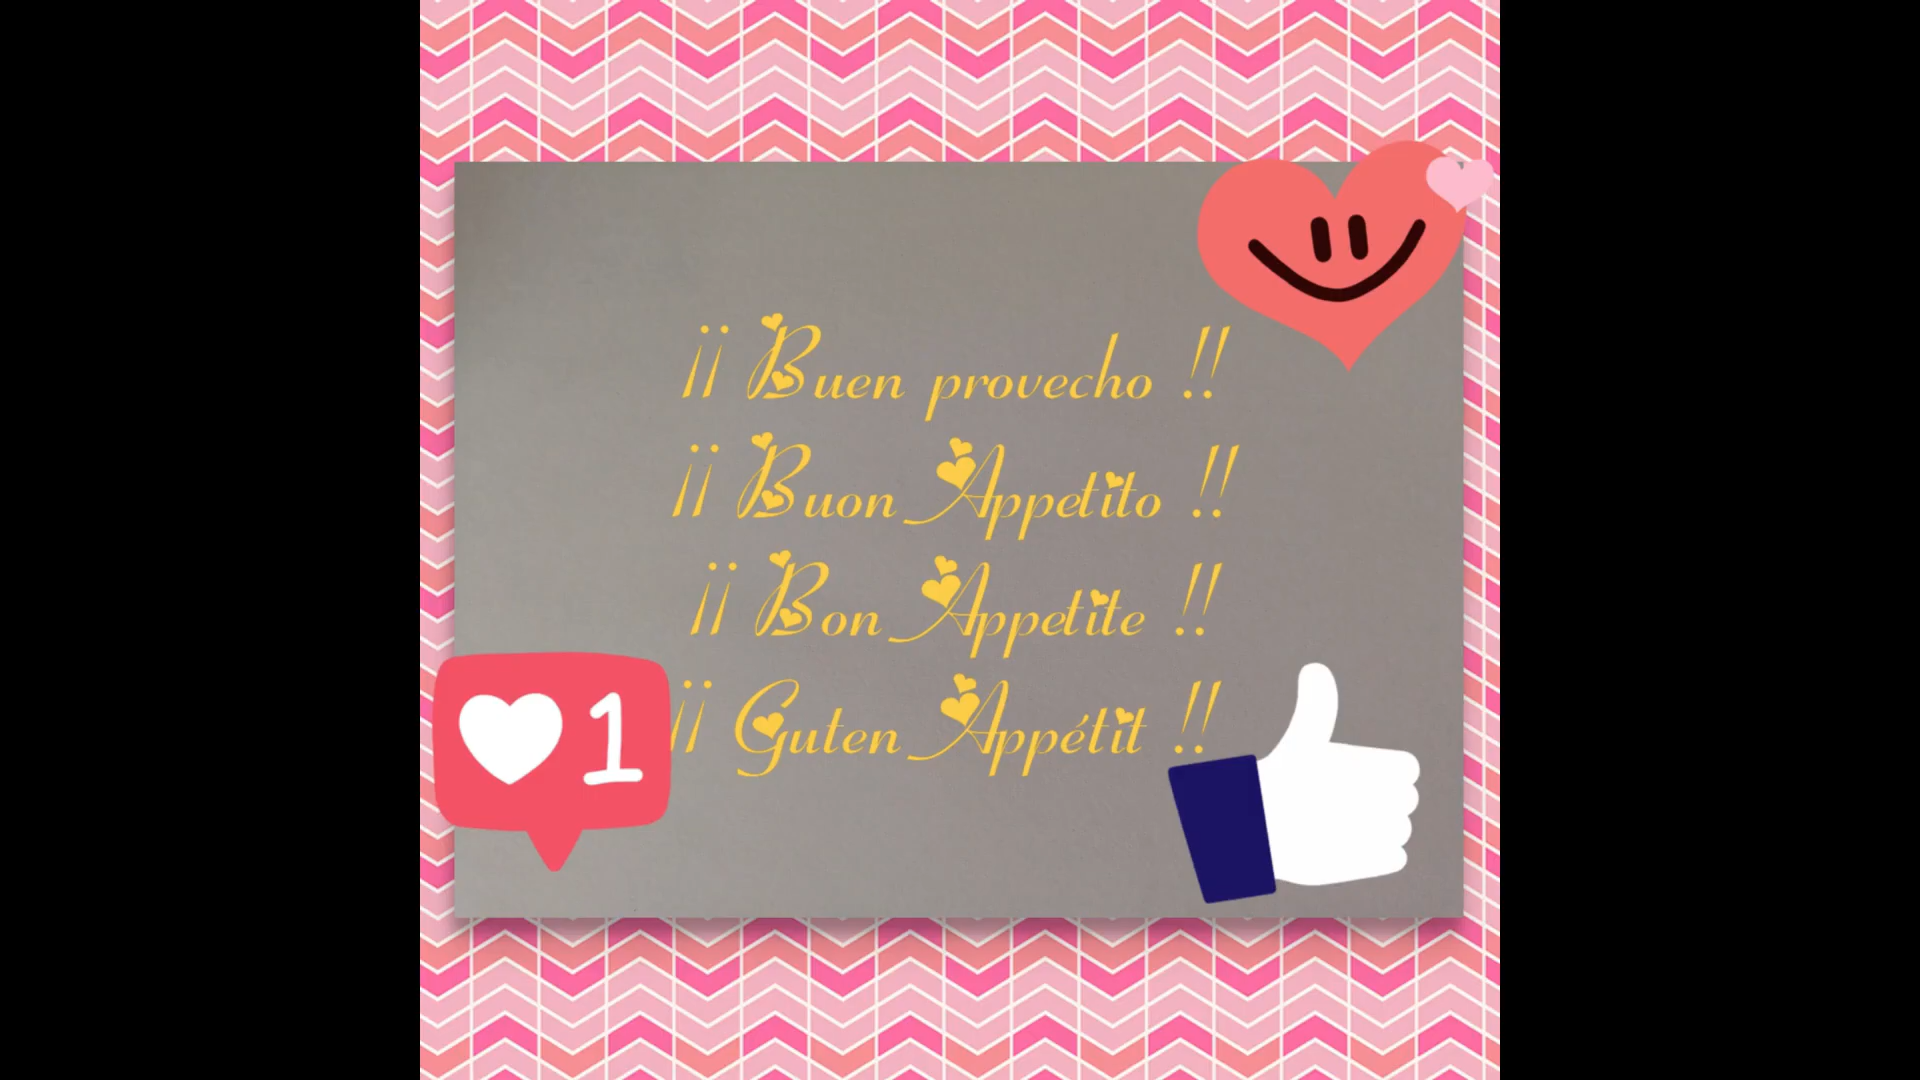 ¡¡ Buen provecho !!
¡¡ Buon Appetito !!
¡¡ Bon Appetite !!
¡¡ Guten Appétit !!
1